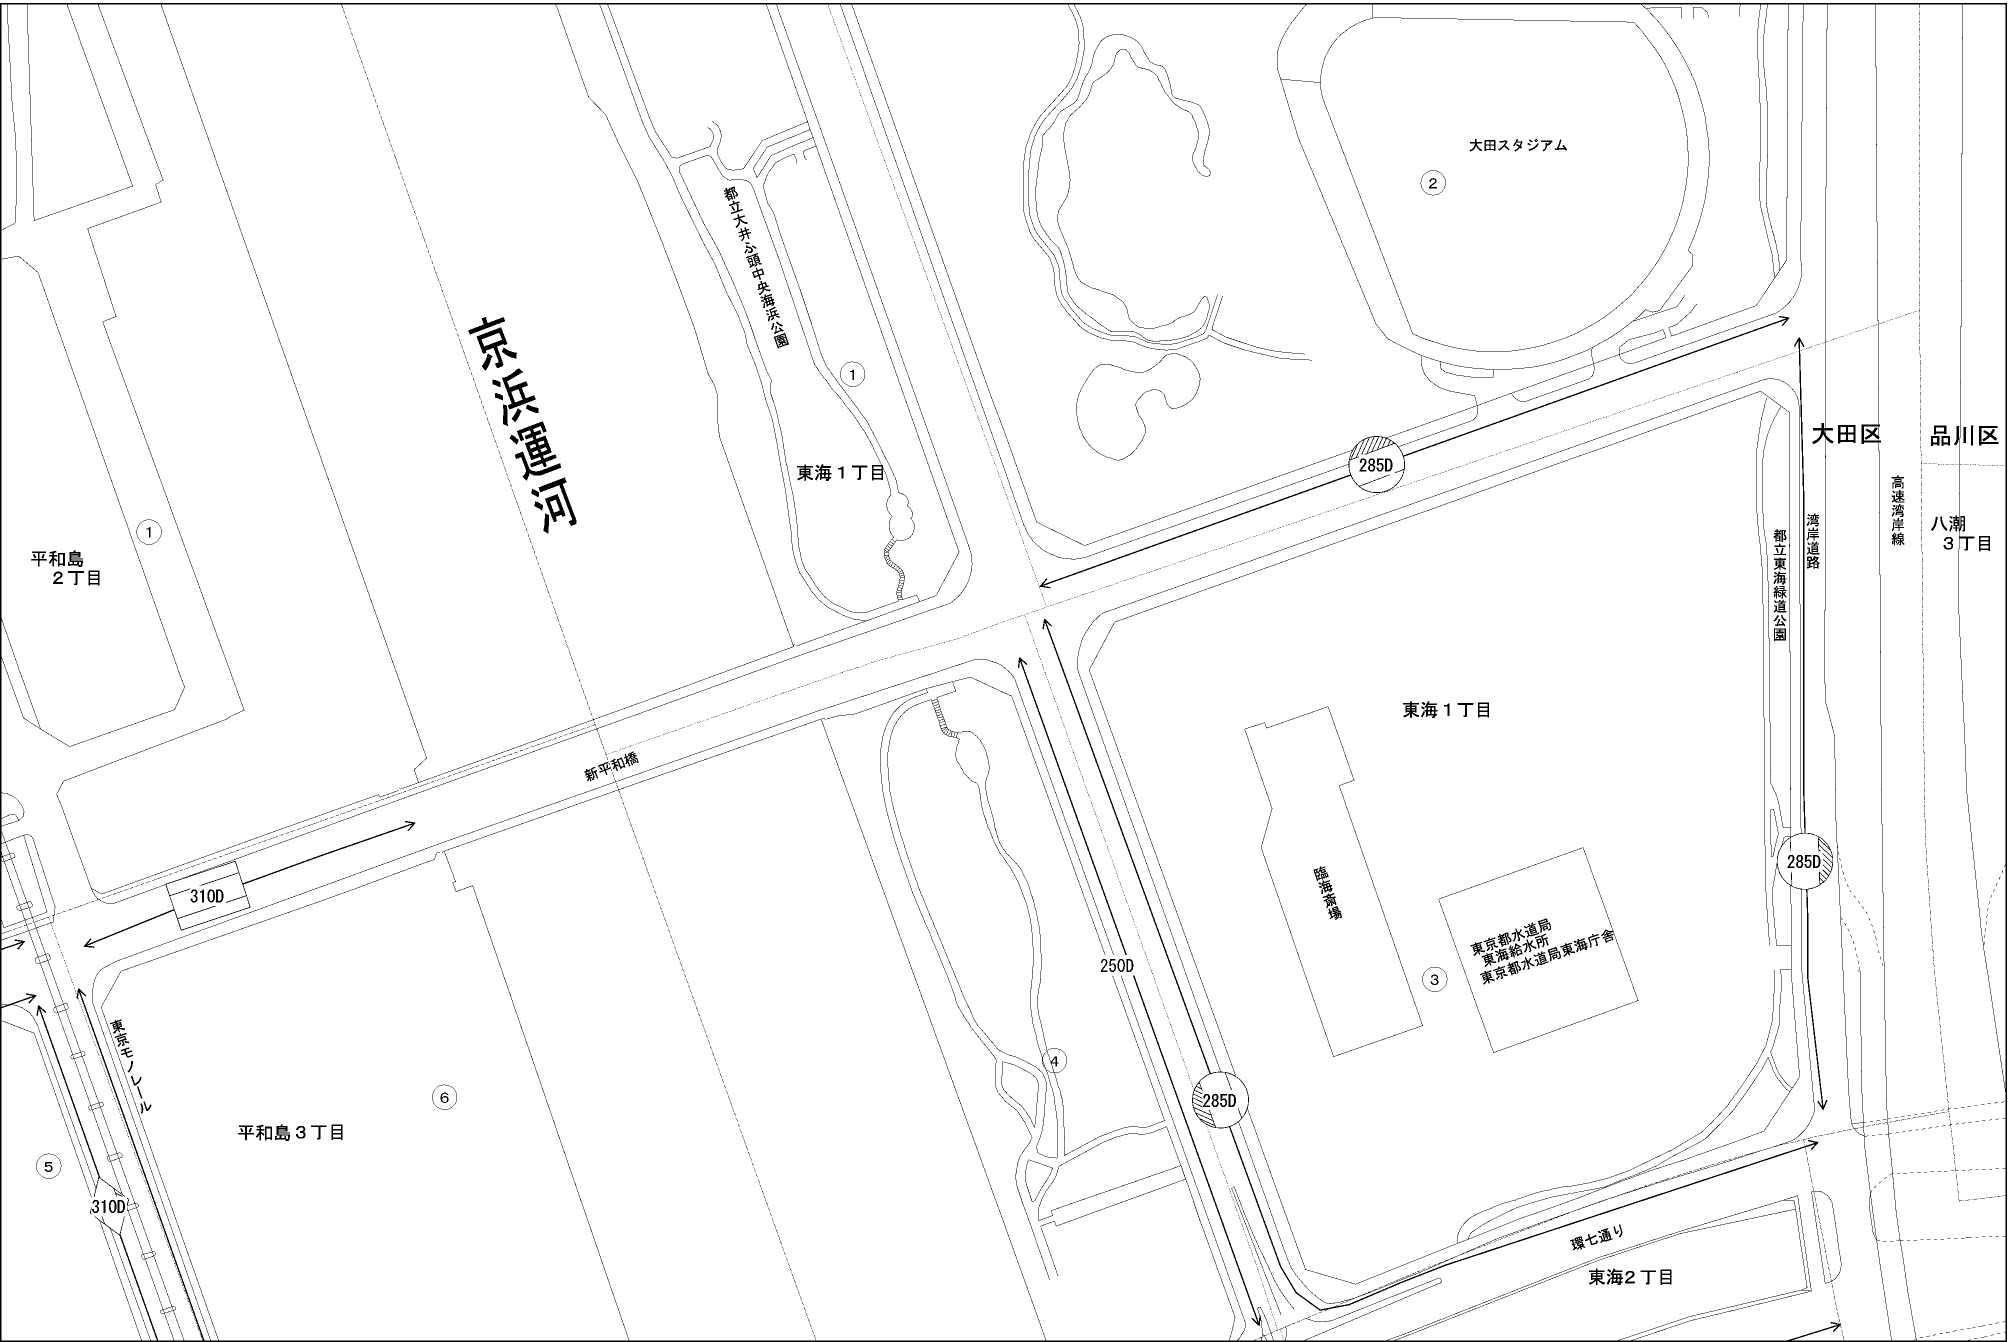 大田スタジアム
2
都立大井ふ頭中央海浜公園
京浜運河
1
東海１丁目
285D
大田区
品川区
高速湾岸線
湾岸道路
八潮
３丁目
都立東海緑道公園
1
平和島
２丁目
東海１丁目
新平和橋
310D
臨海斎場
285D
東京都水道局
東海給水所
東京都水道局東海庁舎
3
250D
東京モノレール
4
285D
6
平和島３丁目
5
310D
環七通り
東海２丁目